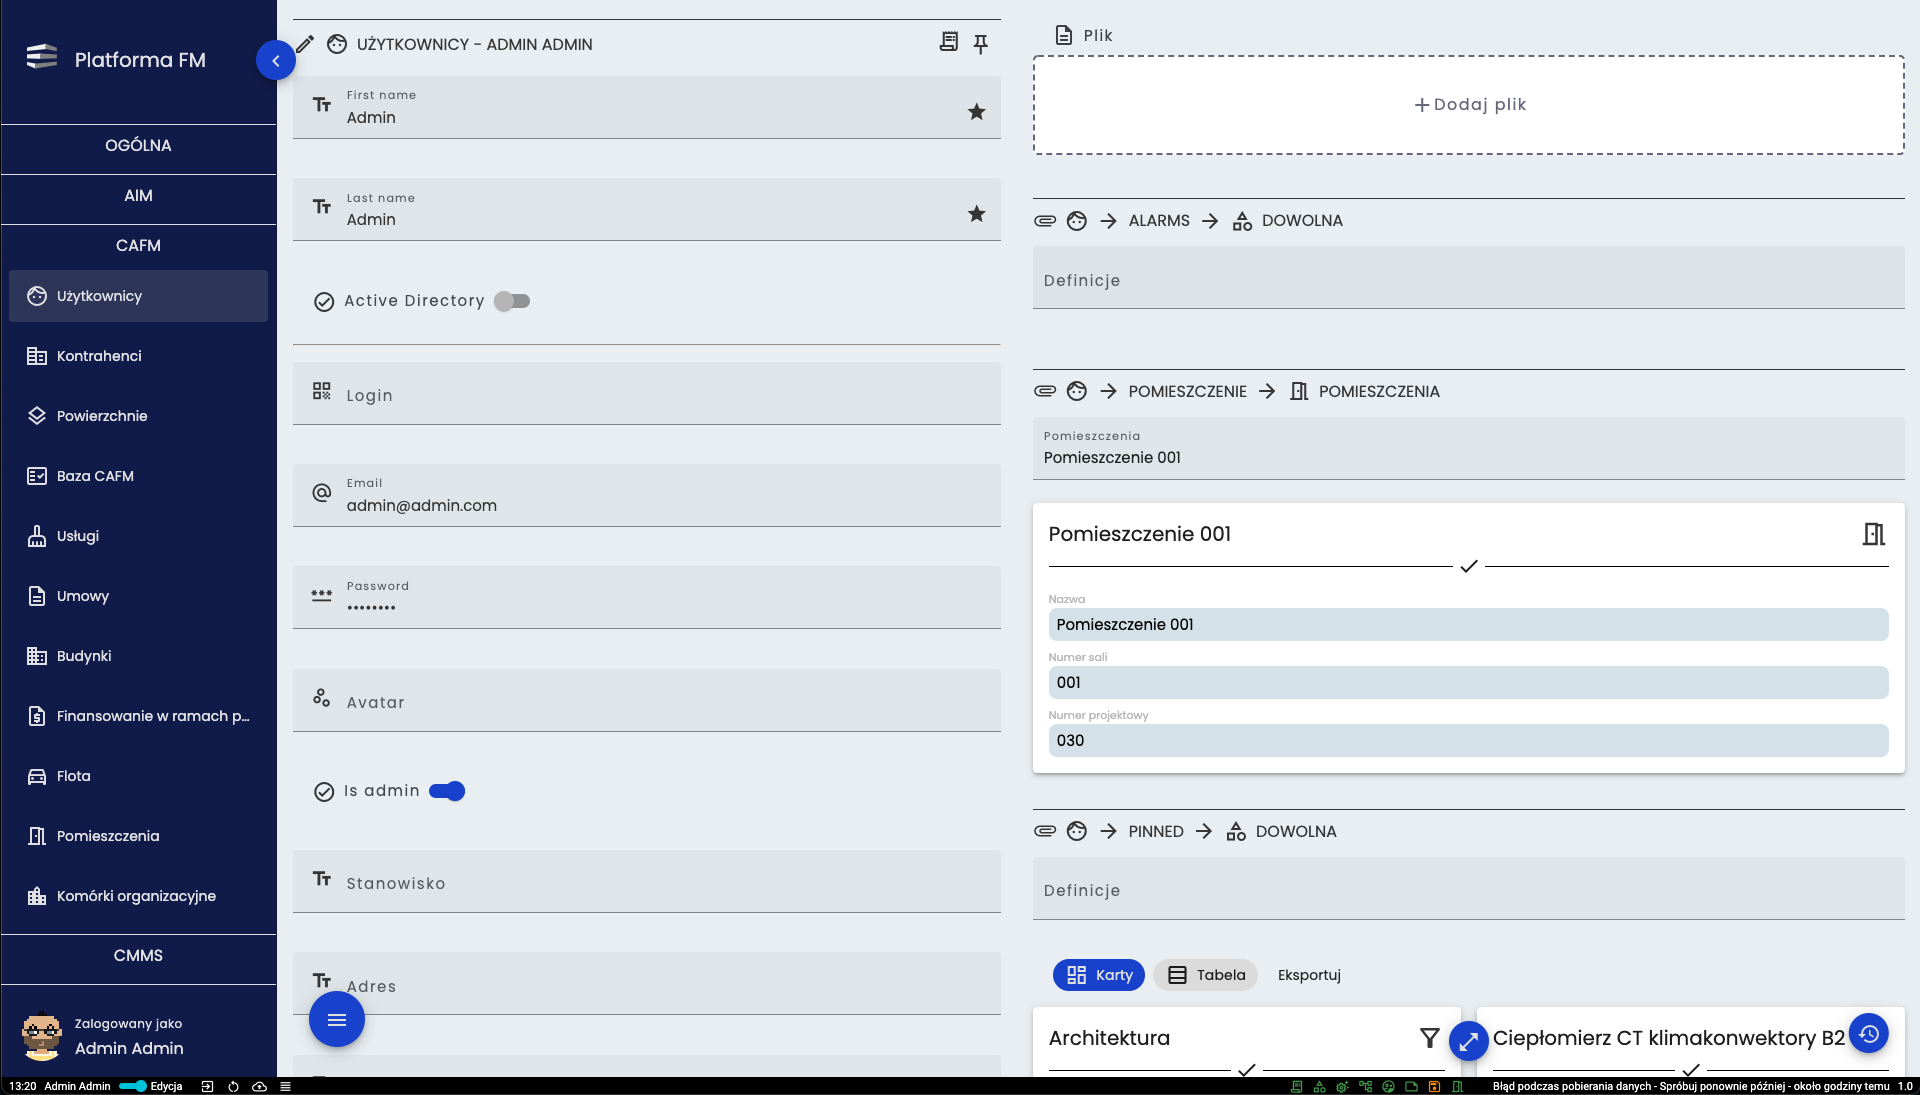 Platforma FM
OGÓLNA
AIM
CAFM
Użytkownicy
Kontrahenci
Powierzchnie
Baza CAFM
Usługi
Umowy
Budynki
Finansowanie w ramach p...
Flota
Pomieszczenia
Komórki organizacyjne
CMMS
Zalogowany jako
Admin Admin
UŻYTKOWNICY - ADMIN ADMIN
First name
Admin
Last name
Admin
Active Directory
Login
Email
admin@admin.com
Password
••••••••
Avatar
Is admin
Stanowisko
Adres
Plik
Dodaj plik
ALARMS
DOWOLNA
Definicje
POMIESZCZENIE
POMIESZCZENIA
Pomieszczenia
Pomieszczenie 001
Pomieszczenie 001
Nazwa
Pomieszczenie 001
Numer sali
001
Numer projektowy
030
PINNED
DOWOLNA
Definicje
Karty
Tabela
Eksportuj
Architektura
Ciepłomierz CT klimakonwektory B2
13:20 Admin Admin Edycja
Błąd podczas pobierania danych - Spróbuj ponownie później - około godziny temu 1.0